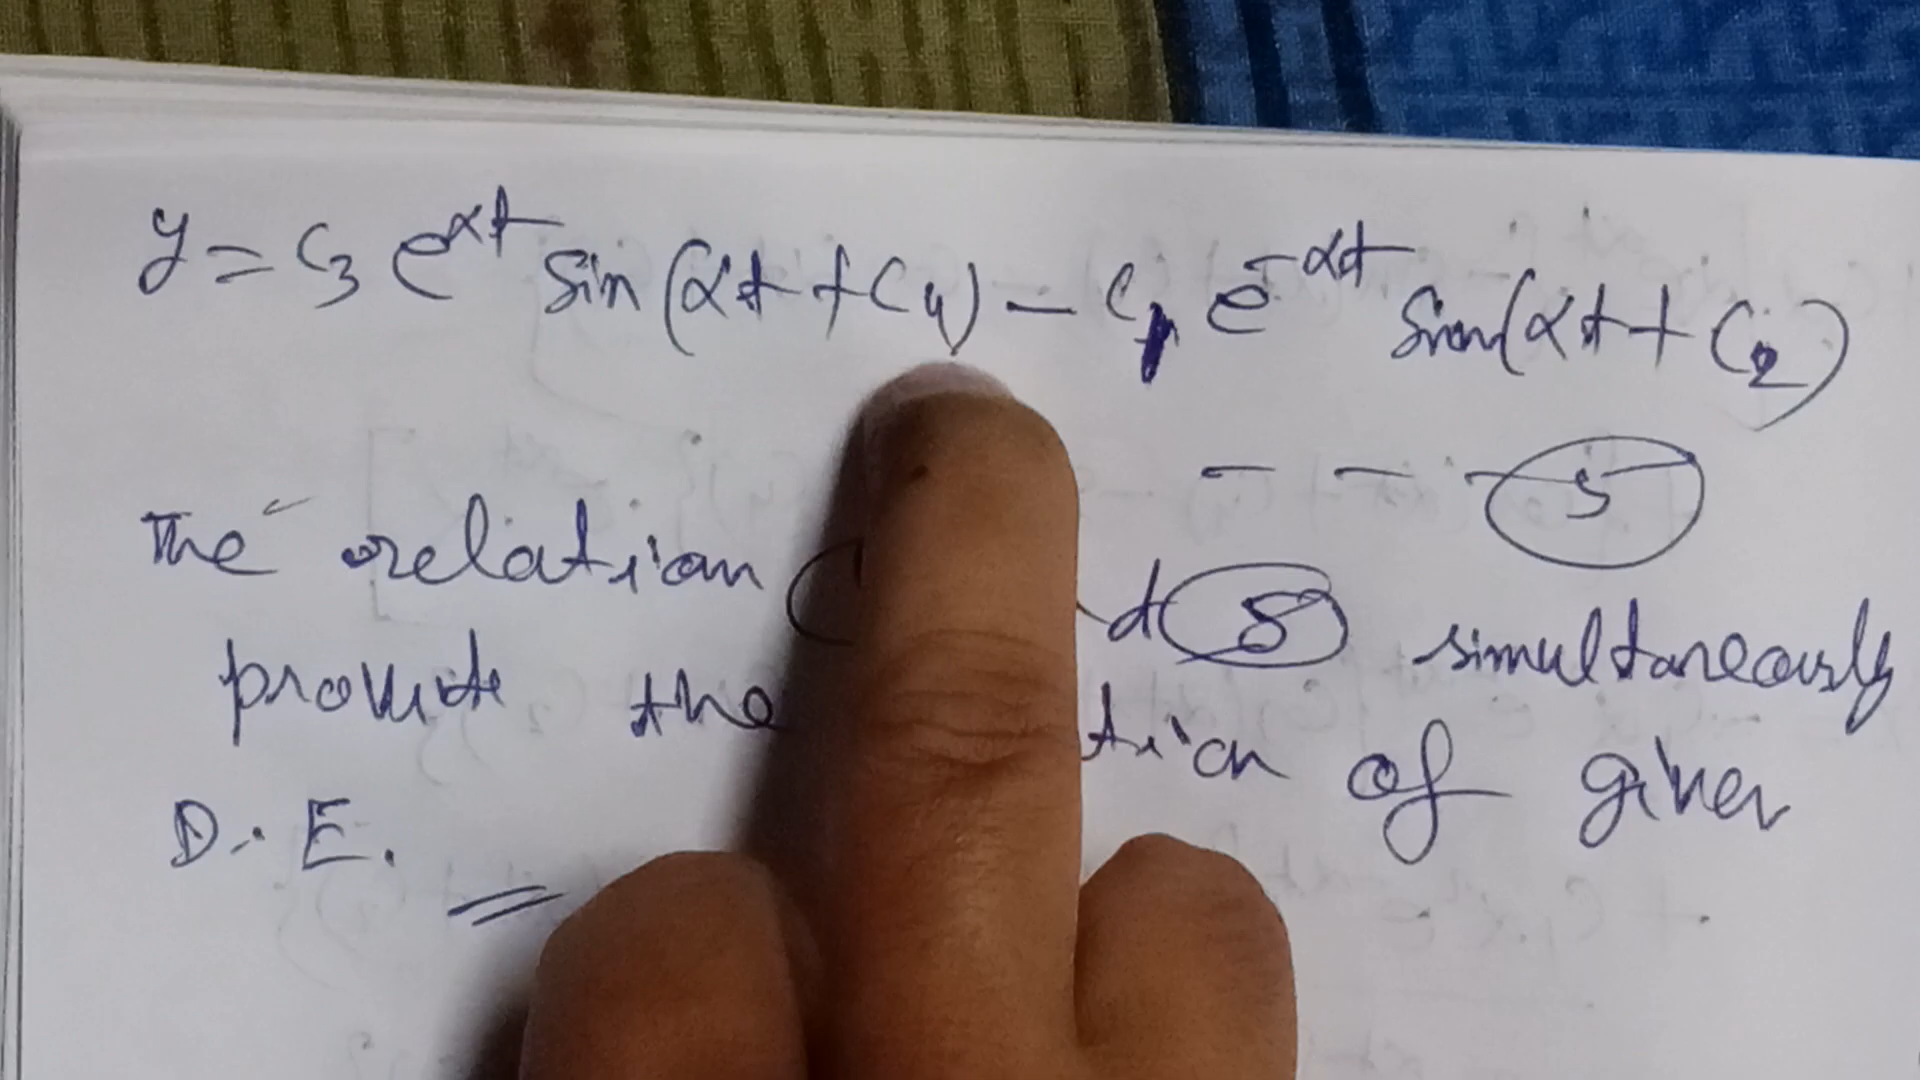 y = c₃ e^αt sin(αt + c₄) - c₁ e^-αt sin(αt + c₂)
- - - 5
The relation 5 simultaneously
provide the of given
D. E.